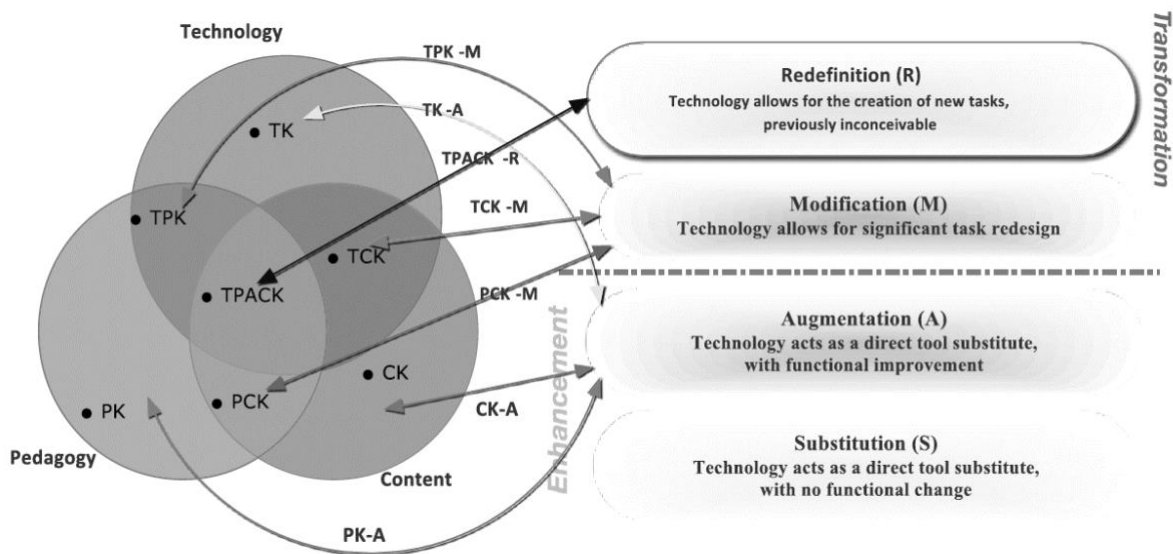 Technology
TK
TPK
TCK
TPACK
CK
PCK
PK
Pedagogy
Content
TPK -M
TK -A
TPACK -R
TCK -M
PCK -M
CK-A
PK-A
Transformation
Enhancement
Redefinition (R)
Technology allows for the creation of new tasks,
previously inconceivable
Modification (M)
Technology allows for significant task redesign
Augmentation (A)
Technology acts as a direct tool substitute,
with functional improvement
Substitution (S)
Technology acts as a direct tool substitute,
with no functional change